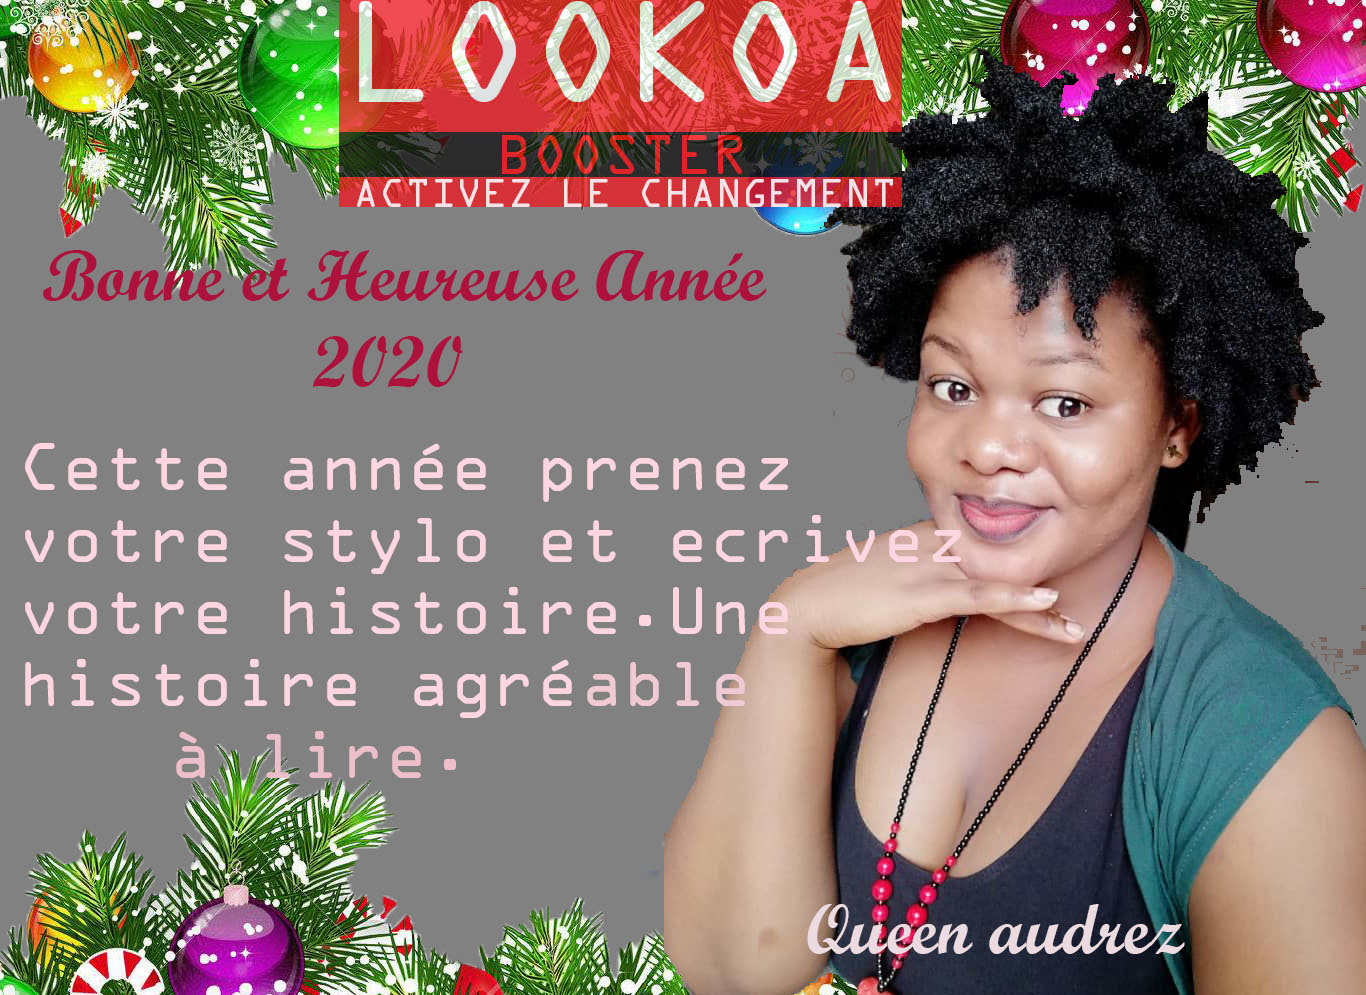 LOOKOA
BOOSTER
ACTIVEZ LE CHANGEMENT
Bonne et Heureuse Année
2020
Cette année prenez
votre stylo et ecrivez
votre histoire.Une
histoire agréable
à lire.
Queen audrez